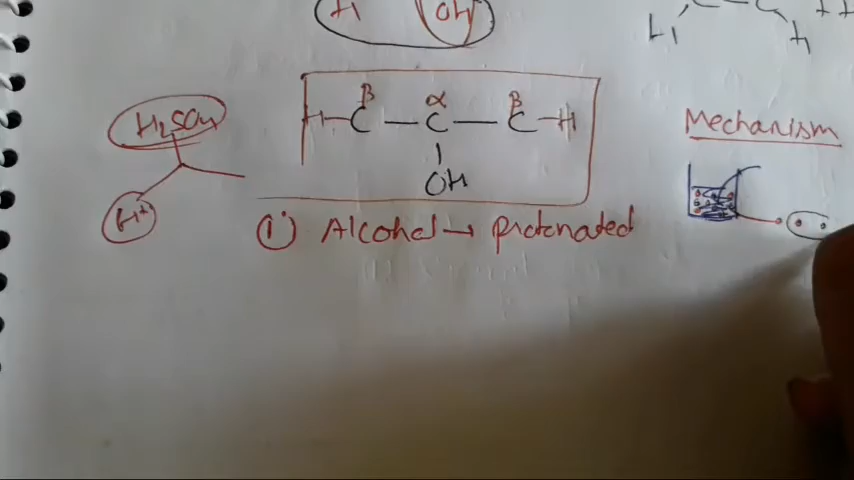 H OH
H H
H–C–C–C–H
β α β
OH
H2SO4
H+
Mechanism
① Alcohol → protonated